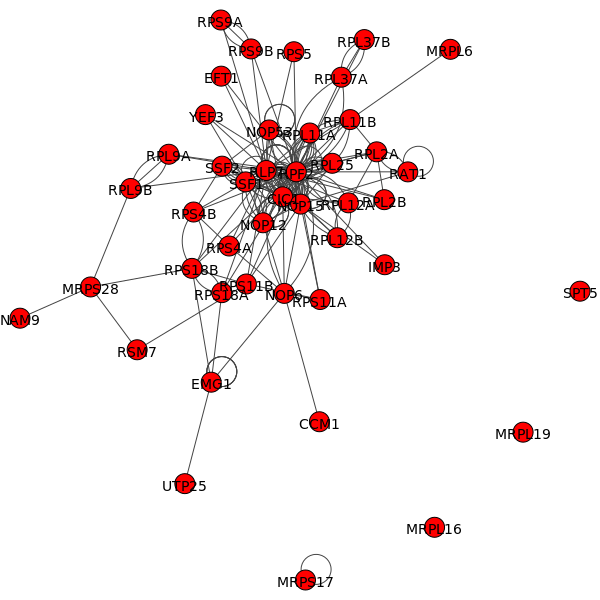 RPS9A
RPL37B
RPS9B
RPS5
MRPL6
EFT1
RPL37A
YEF3
RPL11B
NOP53
RPL11A
RPL9A
RPL2A
SSF2
RPL25
RPF2
RAT1
SSF1
RPL9B
CIC1
RPL12A
RPL2B
NOP15
RPS4B
NOP12
RPL12B
RPS4A
IMP3
RPS18B
MRPS28
RPS11B
RPS18A
NOP6
RPS11A
SPT5
NAM9
RSM7
EMG1
CCM1
MRPL19
UTP25
MRPL16
MRPS17